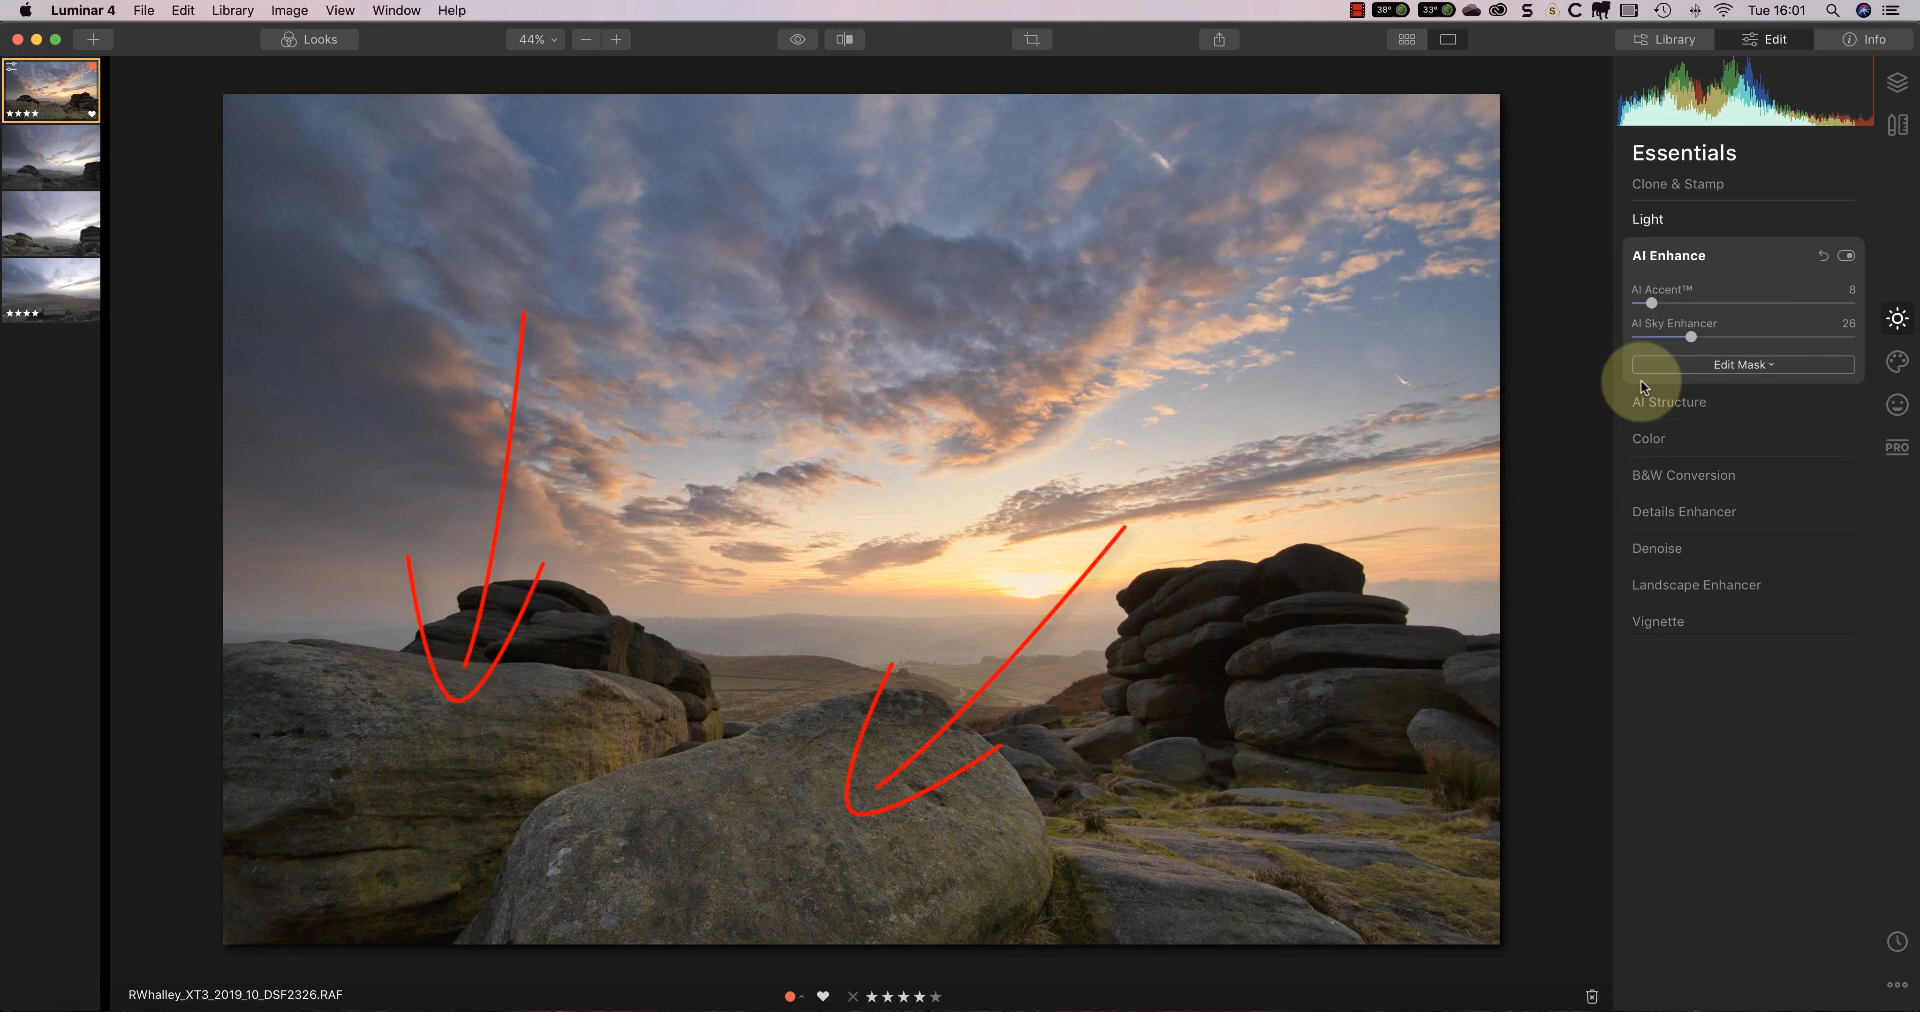 Luminar 4 File Edit Library Image View Window Help 38° 33° Tue 16:01
Looks 44% Library Edit Info
Essentials
Clone & Stamp
Light
AI Enhance
AI Accent™ 8
AI Sky Enhancer 26
Edit Mask
AI Structure
Color
PRO
B&W Conversion
Details Enhancer
Denoise
Landscape Enhancer
Vignette
RWhalley_XT3_2019_10_DSF2326.RAF